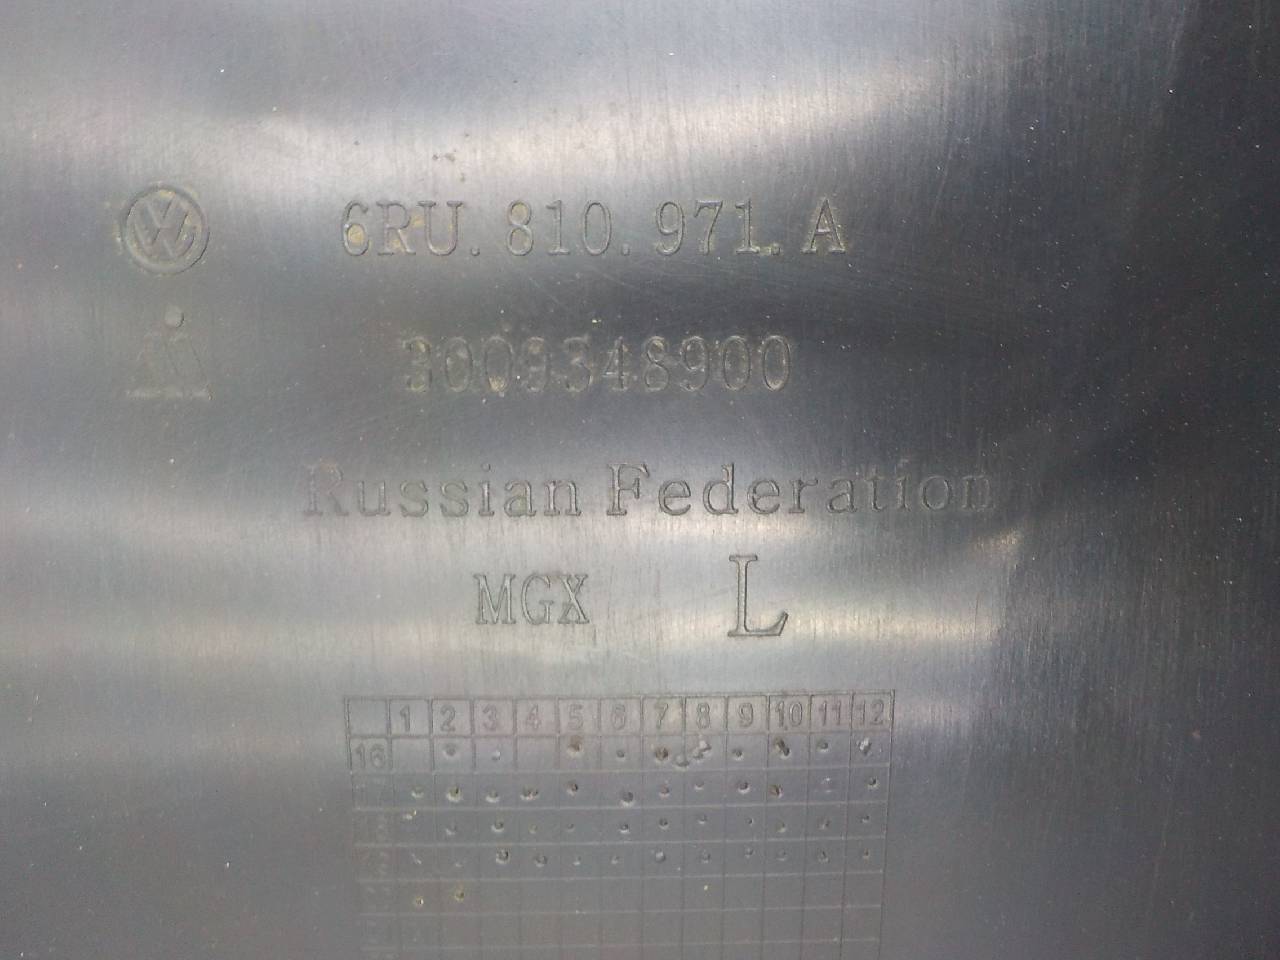 6RU.810.971.A
3009348900
Russian Federation
MGX L
1 2 3 4 5 6 7 8 9 10 11 12
16